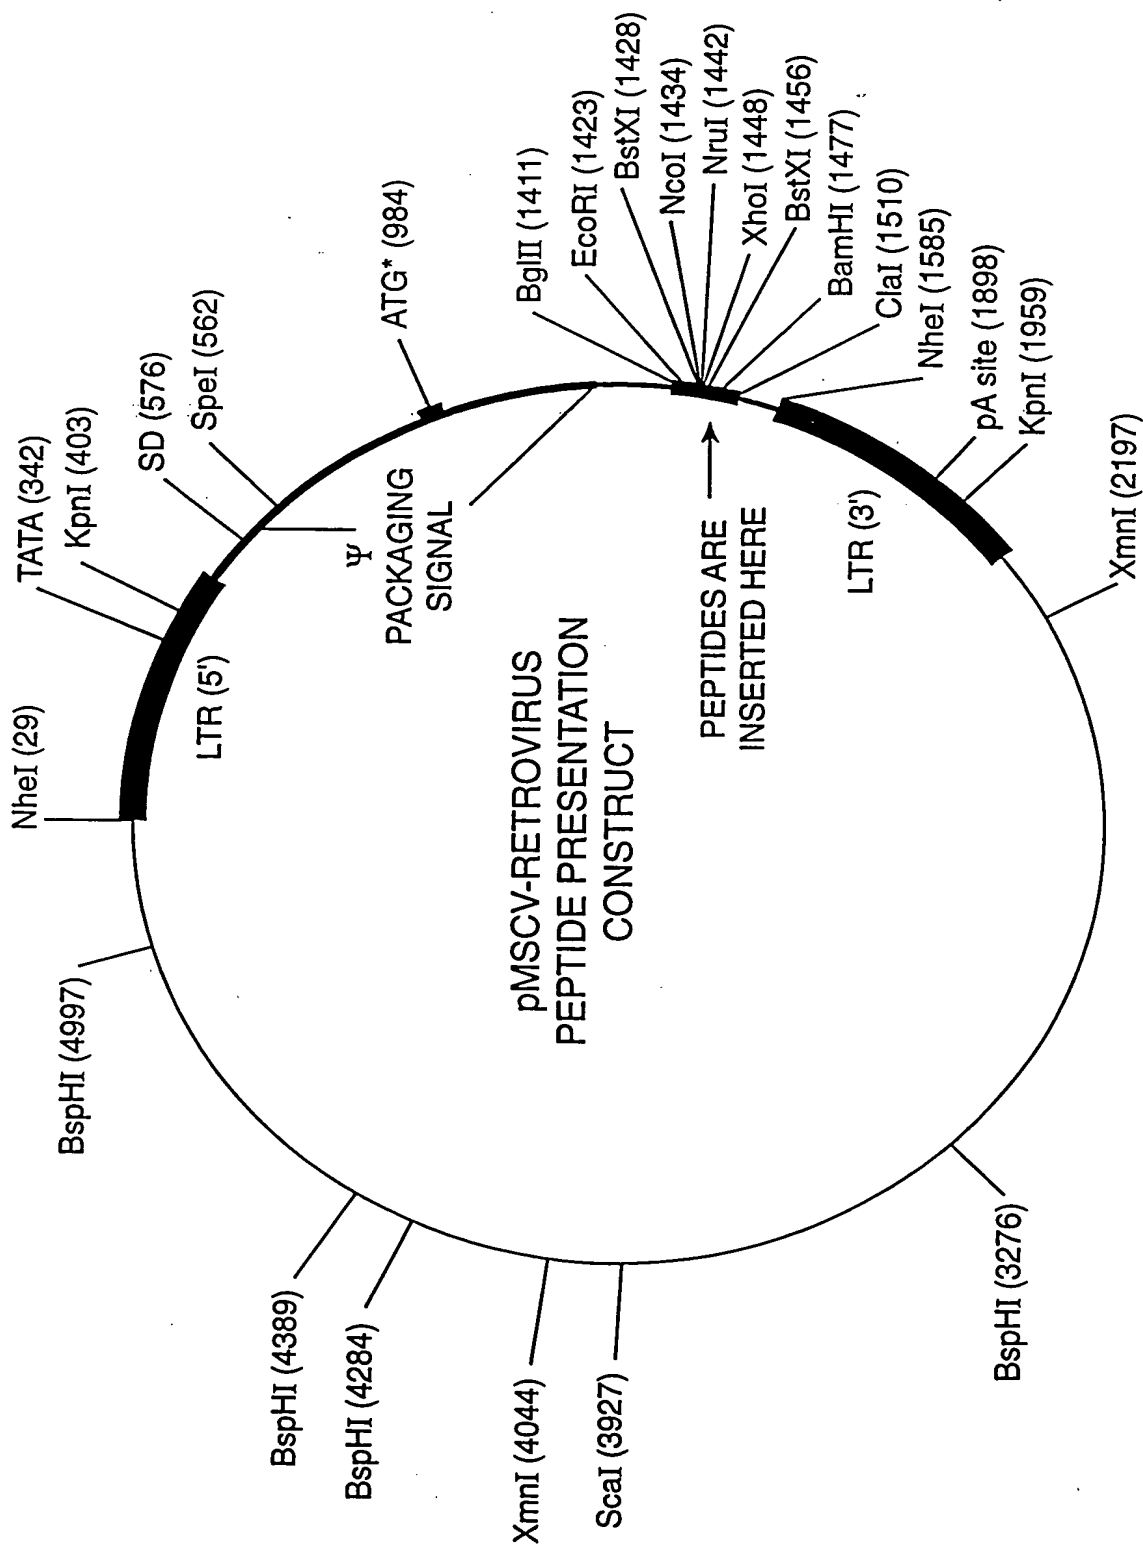 NheI (29)
TATA (342)
KpnI (403)
SD (576)
SpeI (562)
ATG* (984)
BglII (1411)
EcoRI (1423)
BstXI (1428)
NcoI (1434)
NruI (1442)
XhoI (1448)
BstXI (1456)
BamHI (1477)
ClaI (1510)
NheI (1585)
pA site (1898)
KpnI (1959)
XmnI (2197)
BspHI (3276)
ScaI (3927)
XmnI (4044)
BspHI (4284)
BspHI (4389)
BspHI (4997)
LTR (5')
Ψ
PACKAGING
SIGNAL
pMSCV-RETROVIRUS
PEPTIDE PRESENTATION
CONSTRUCT
PEPTIDES ARE
INSERTED HERE
LTR (3')